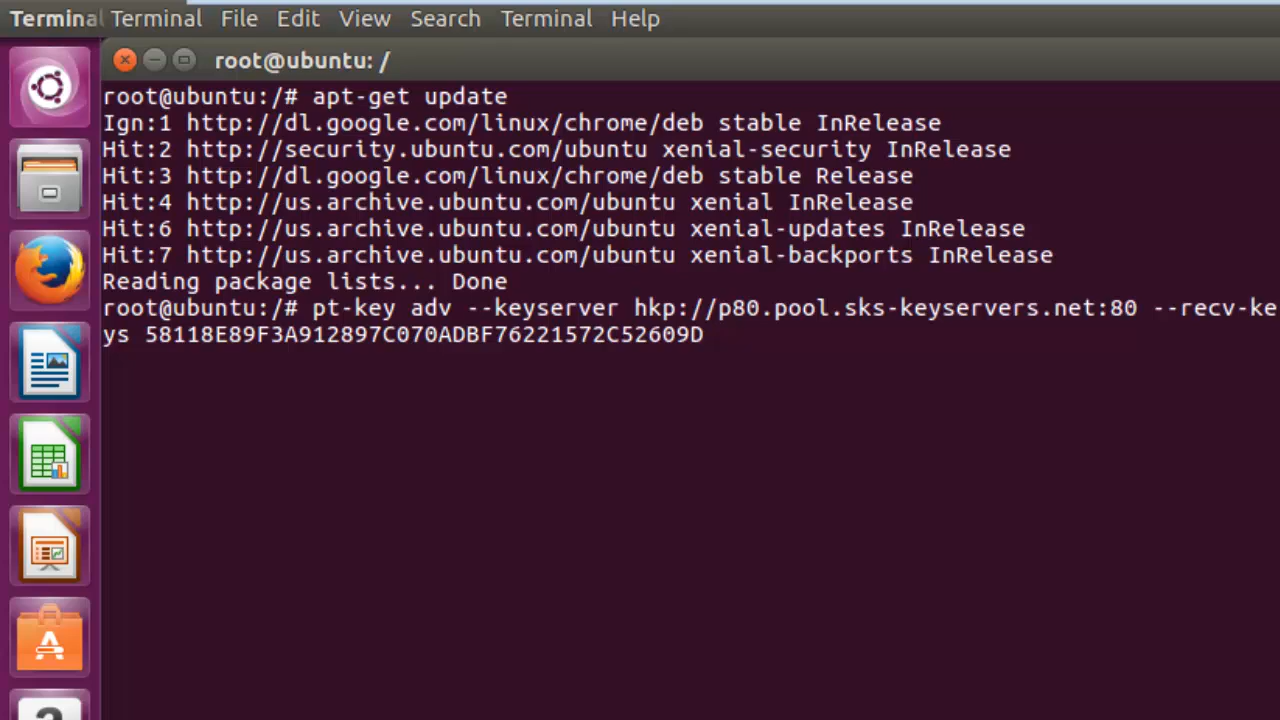 Terminal Terminal File Edit View Search Terminal Help
root@ubuntu: /
root@ubuntu:/# apt-get update
Ign:1 http://dl.google.com/linux/chrome/deb stable InRelease
Hit:2 http://security.ubuntu.com/ubuntu xenial-security InRelease
Hit:3 http://dl.google.com/linux/chrome/deb stable Release
Hit:4 http://us.archive.ubuntu.com/ubuntu xenial InRelease
Hit:6 http://us.archive.ubuntu.com/ubuntu xenial-updates InRelease
Hit:7 http://us.archive.ubuntu.com/ubuntu xenial-backports InRelease
Reading package lists... Done
root@ubuntu:/# pt-key adv --keyserver hkp://p80.pool.sks-keyservers.net:80 --recv-ke
ys 58118E89F3A912897C070ADBF76221572C52609D